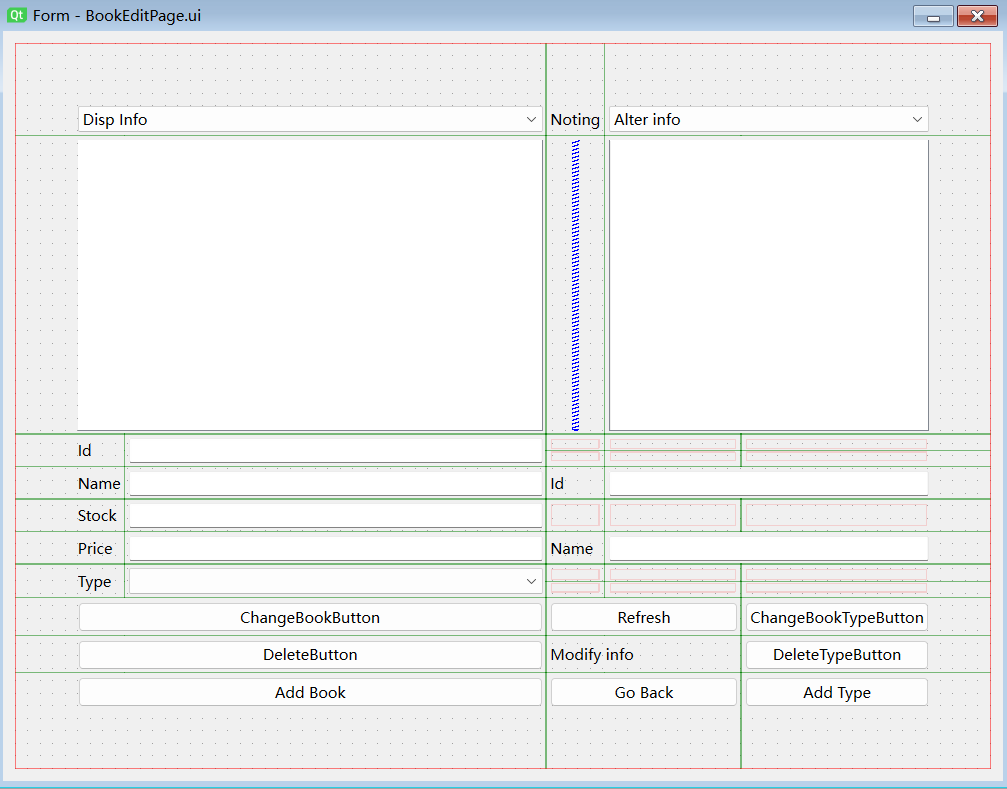 Qt Form - BookEditPage.ui
Disp Info Noting Alter info
Id
Name Id
Stock
Price Name
Type
ChangeBookButton Refresh ChangeBookTypeButton
DeleteButton Modify info DeleteTypeButton
Add Book Go Back Add Type